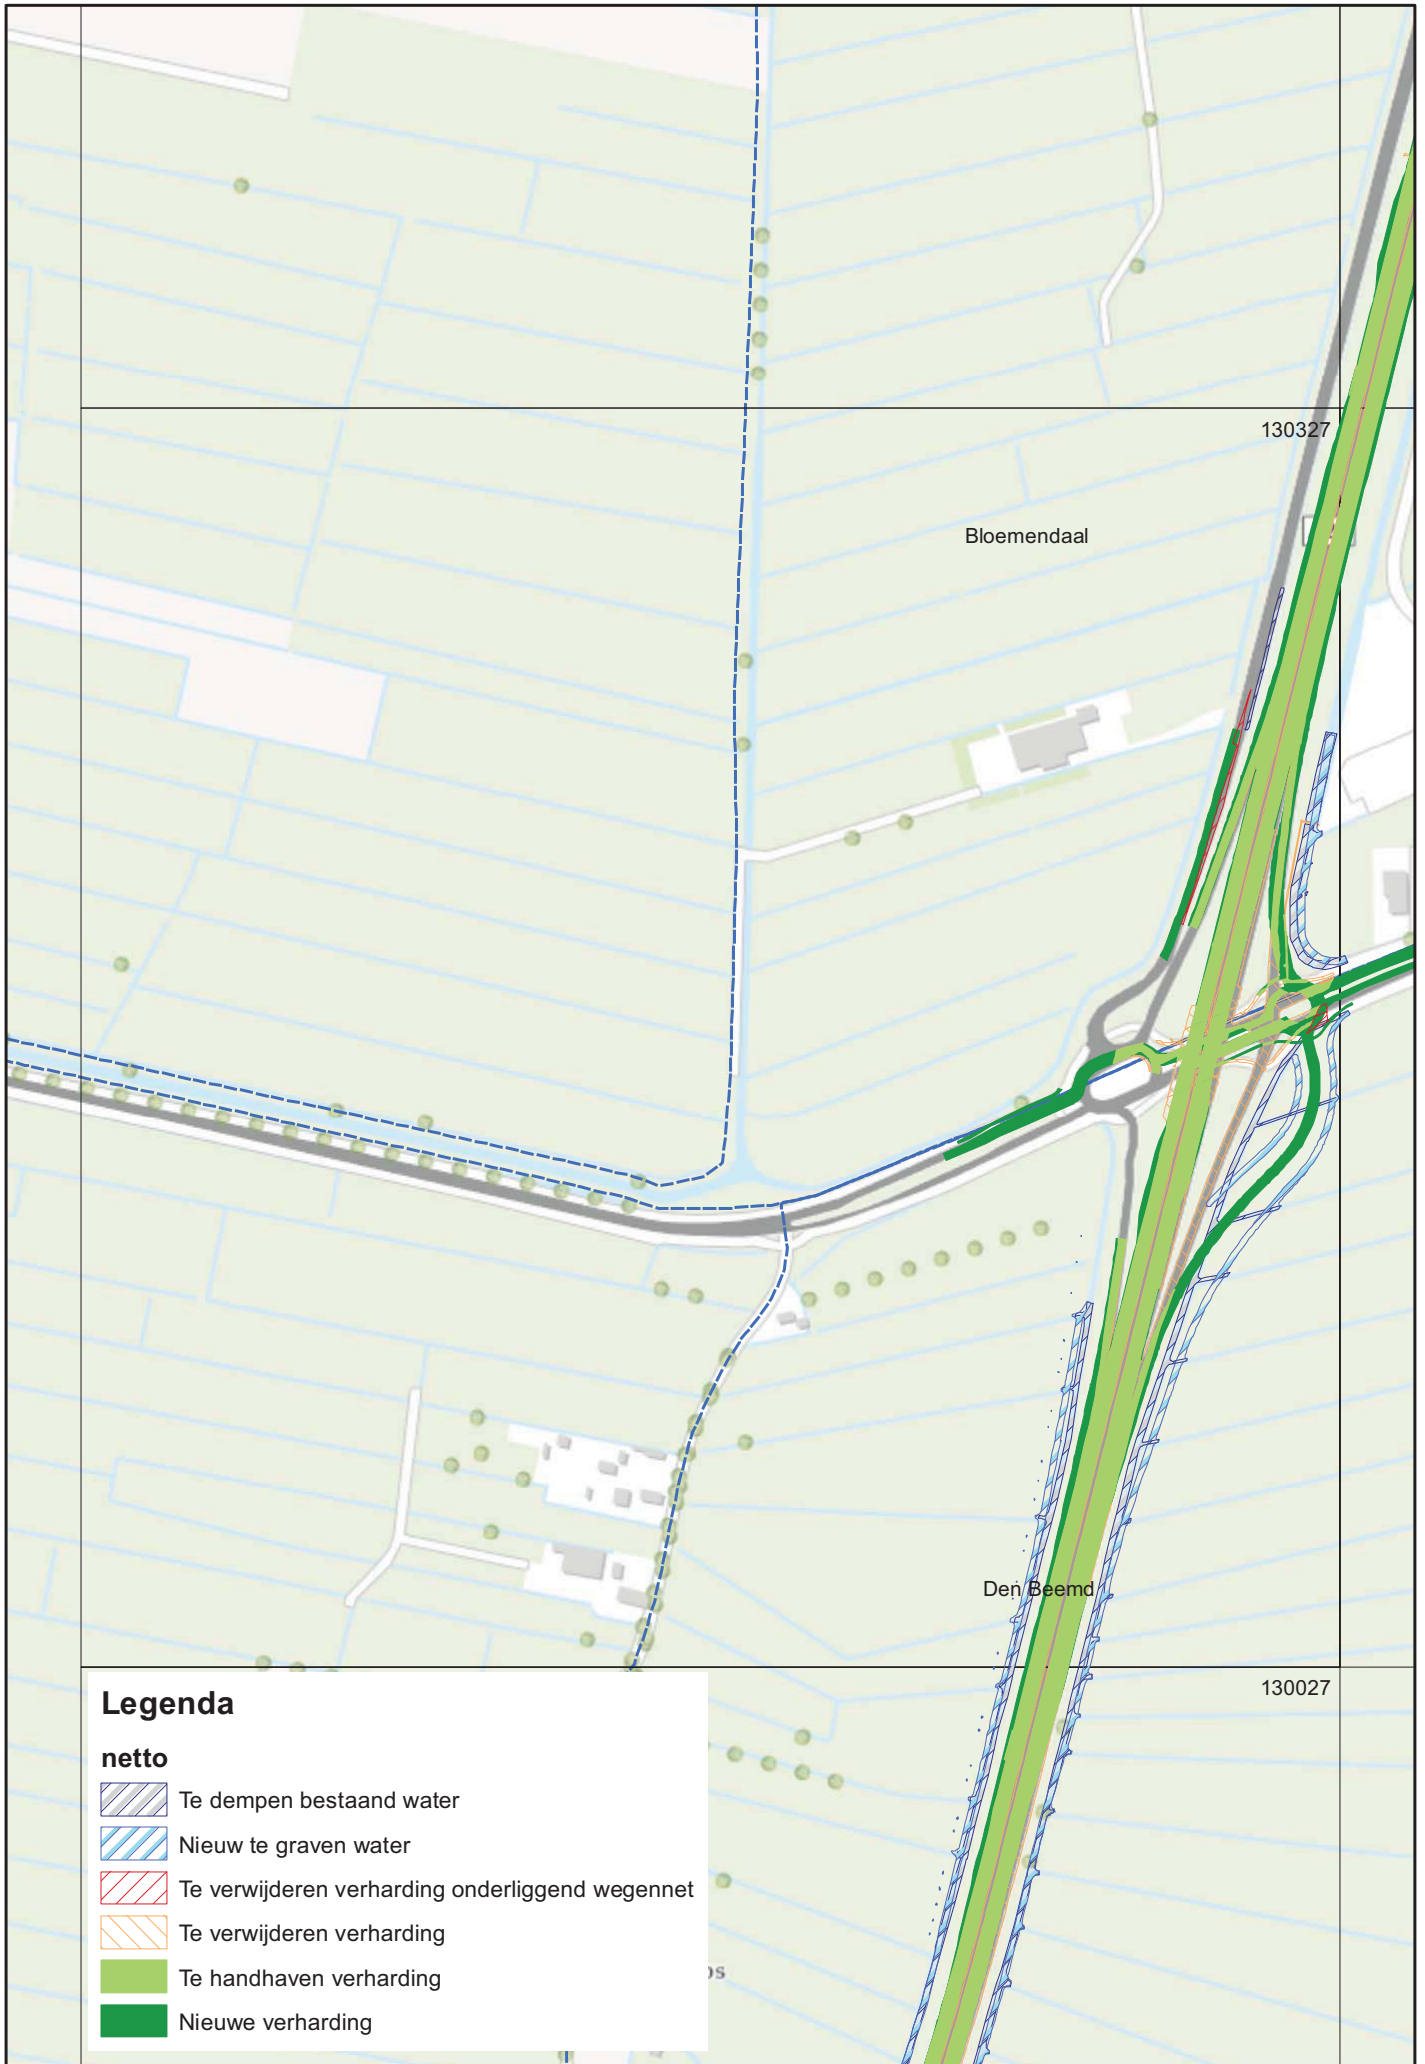 130327
Bloemendaal
Den Beemd
130027
Legenda
netto
Te dempen bestaand water
Nieuw te graven water
Te verwijderen verharding onderliggend wegennet
Te verwijderen verharding
Te handhaven verharding
Nieuwe verharding